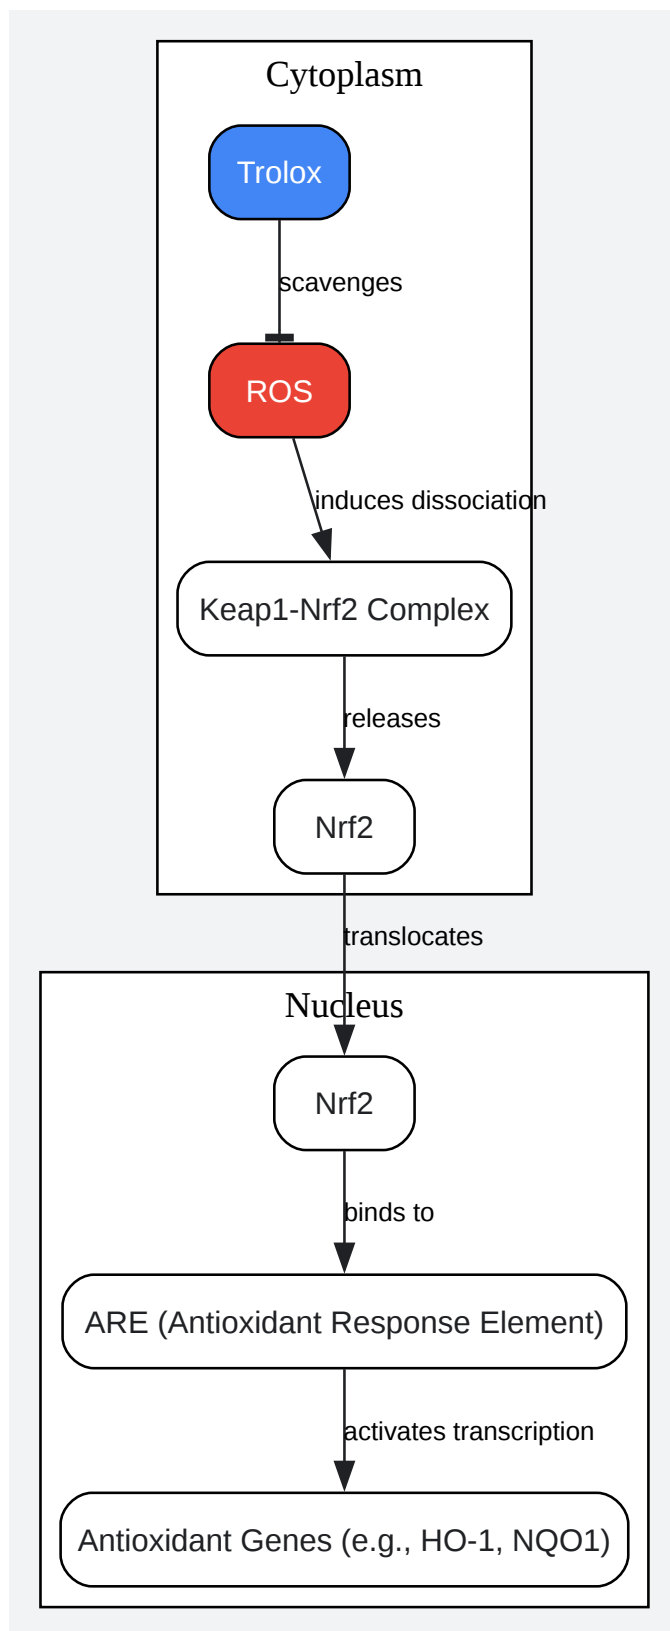 Cytoplasm
Trolox
scavenges
ROS
induces dissociation
Keap1-Nrf2 Complex
releases
Nrf2
translocates
Nucleus
Nrf2
binds to
ARE (Antioxidant Response Element)
activates transcription
Antioxidant Genes (e.g., HO-1, NQO1)